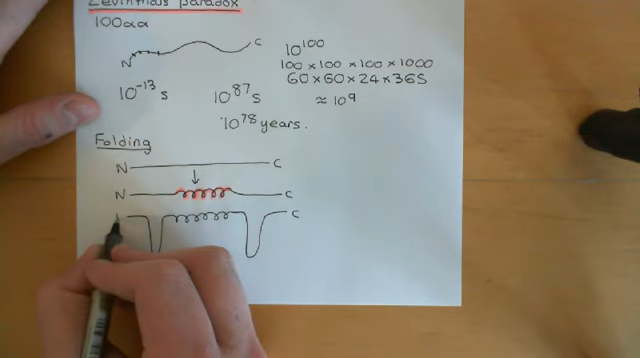 Levinthals paradox
100αα
N C
10^100
100 × 100 × 100 × 1000
60×60×24×365
10^-13 s 10^87 s ≈ 10^9
10^78 years.
Folding
N C
N C
C